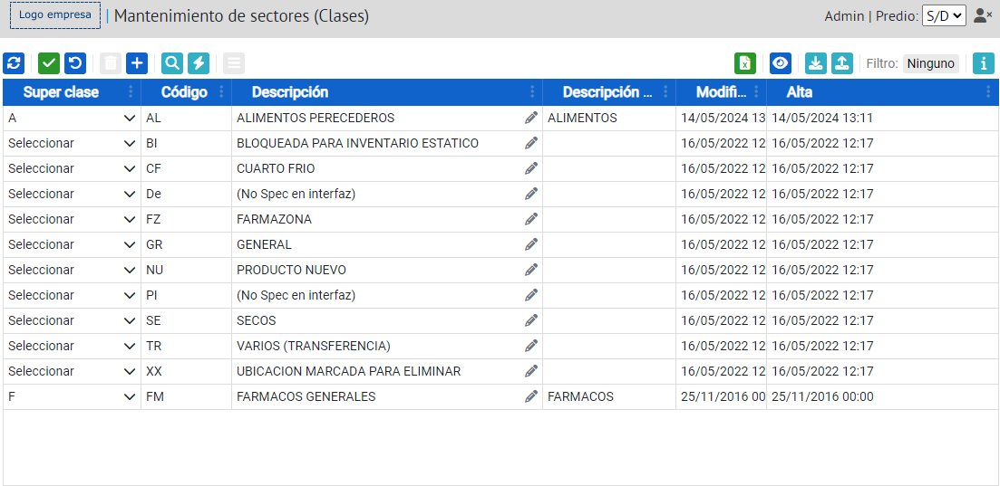 Logo empresa | Mantenimiento de sectores (Clases) Admin | Predio: S/D
Filtro: Ninguno
Super clase Código Descripción Descripción ... Modifi... Alta
A AL ALIMENTOS PERECEDEROS ALIMENTOS 14/05/2024 13 14/05/2024 13:11
Seleccionar BI BLOQUEADA PARA INVENTARIO ESTATICO 16/05/2022 12 16/05/2022 12:17
Seleccionar CF CUARTO FRIO 16/05/2022 12 16/05/2022 12:17
Seleccionar De (No Spec en interfaz) 16/05/2022 12 16/05/2022 12:17
Seleccionar FZ FARMAZONA 16/05/2022 12 16/05/2022 12:17
Seleccionar GR GENERAL 16/05/2022 12 16/05/2022 12:17
Seleccionar NU PRODUCTO NUEVO 16/05/2022 12 16/05/2022 12:17
Seleccionar PI (No Spec en interfaz) 16/05/2022 12 16/05/2022 12:17
Seleccionar SE SECOS 16/05/2022 12 16/05/2022 12:17
Seleccionar TR VARIOS (TRANSFERENCIA) 16/05/2022 12 16/05/2022 12:17
Seleccionar XX UBICACION MARCADA PARA ELIMINAR 16/05/2022 12 16/05/2022 12:17
F FM FARMACOS GENERALES FARMACOS 25/11/2016 00 25/11/2016 00:00